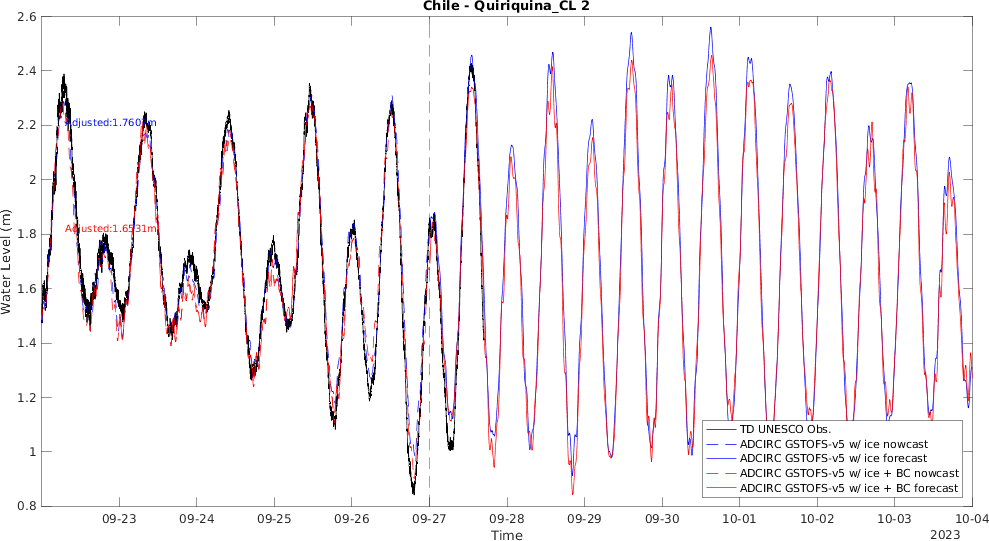 Chile - Quiriquina_CL 2
Water Level (m)
2.6
2.4
2.2
2
1.8
1.6
1.4
1.2
1
0.8
Adjusted:1.6531m
TD UNESCO Obs.
ADCIRC GSTOFS-v5 w/ ice nowcast
ADCIRC GSTOFS-v5 w/ ice forecast
ADCIRC GSTOFS-v5 w/ ice + BC nowcast
ADCIRC GSTOFS-v5 w/ ice + BC forecast
09-23
09-24
09-25
09-26
09-27
09-28
09-29
09-30
10-01
10-02
10-03
10-04
Time
2023